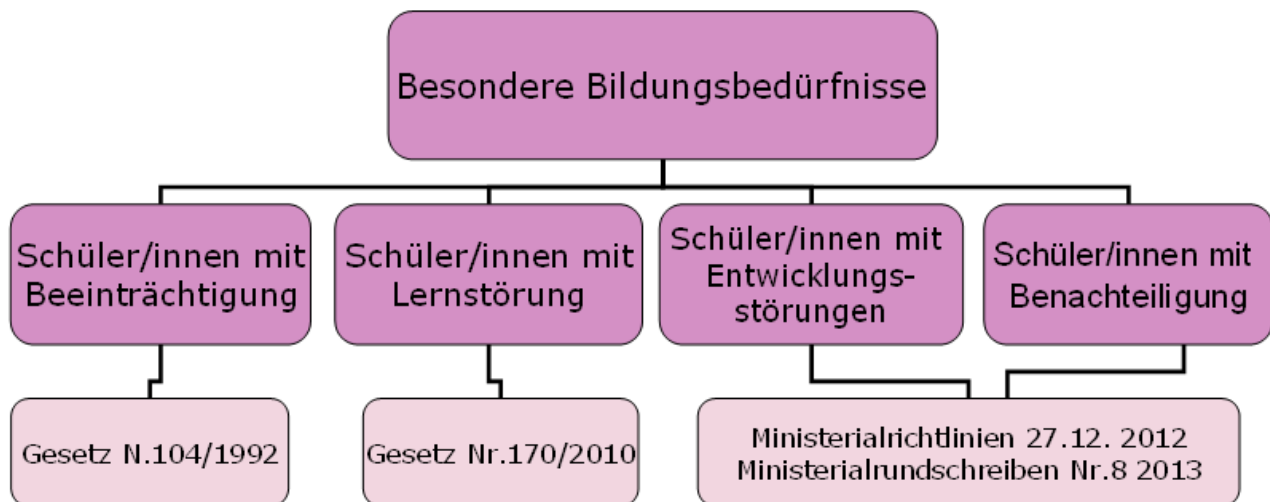 Besondere Bildungsbedürfnisse
Schüler/innen mit
Beeinträchtigung
Schüler/innen mit
Lernstörung
Schüler/innen mit
Entwicklungs-
störungen
Schüler/innen mit
Benachteiligung
Gesetz N.104/1992
Gesetz Nr.170/2010
Ministerialrichtlinien 27.12. 2012
Ministerialrundschreiben Nr.8 2013